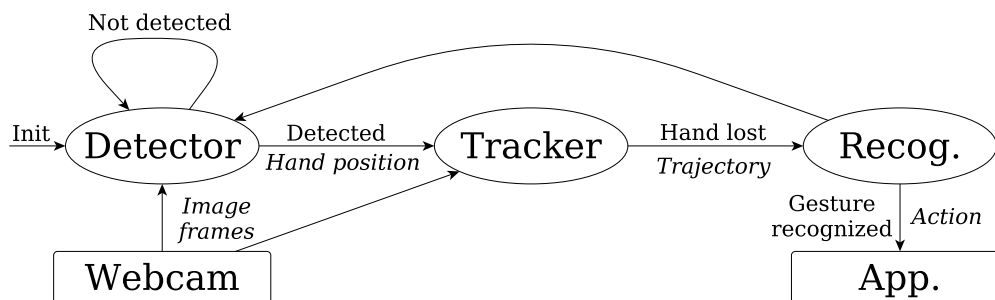 Not detected
Init
Detector
Detected
Hand position
Tracker
Hand lost
Trajectory
Recog.
Image
frames
Gesture
recognized
Action
Webcam
App.